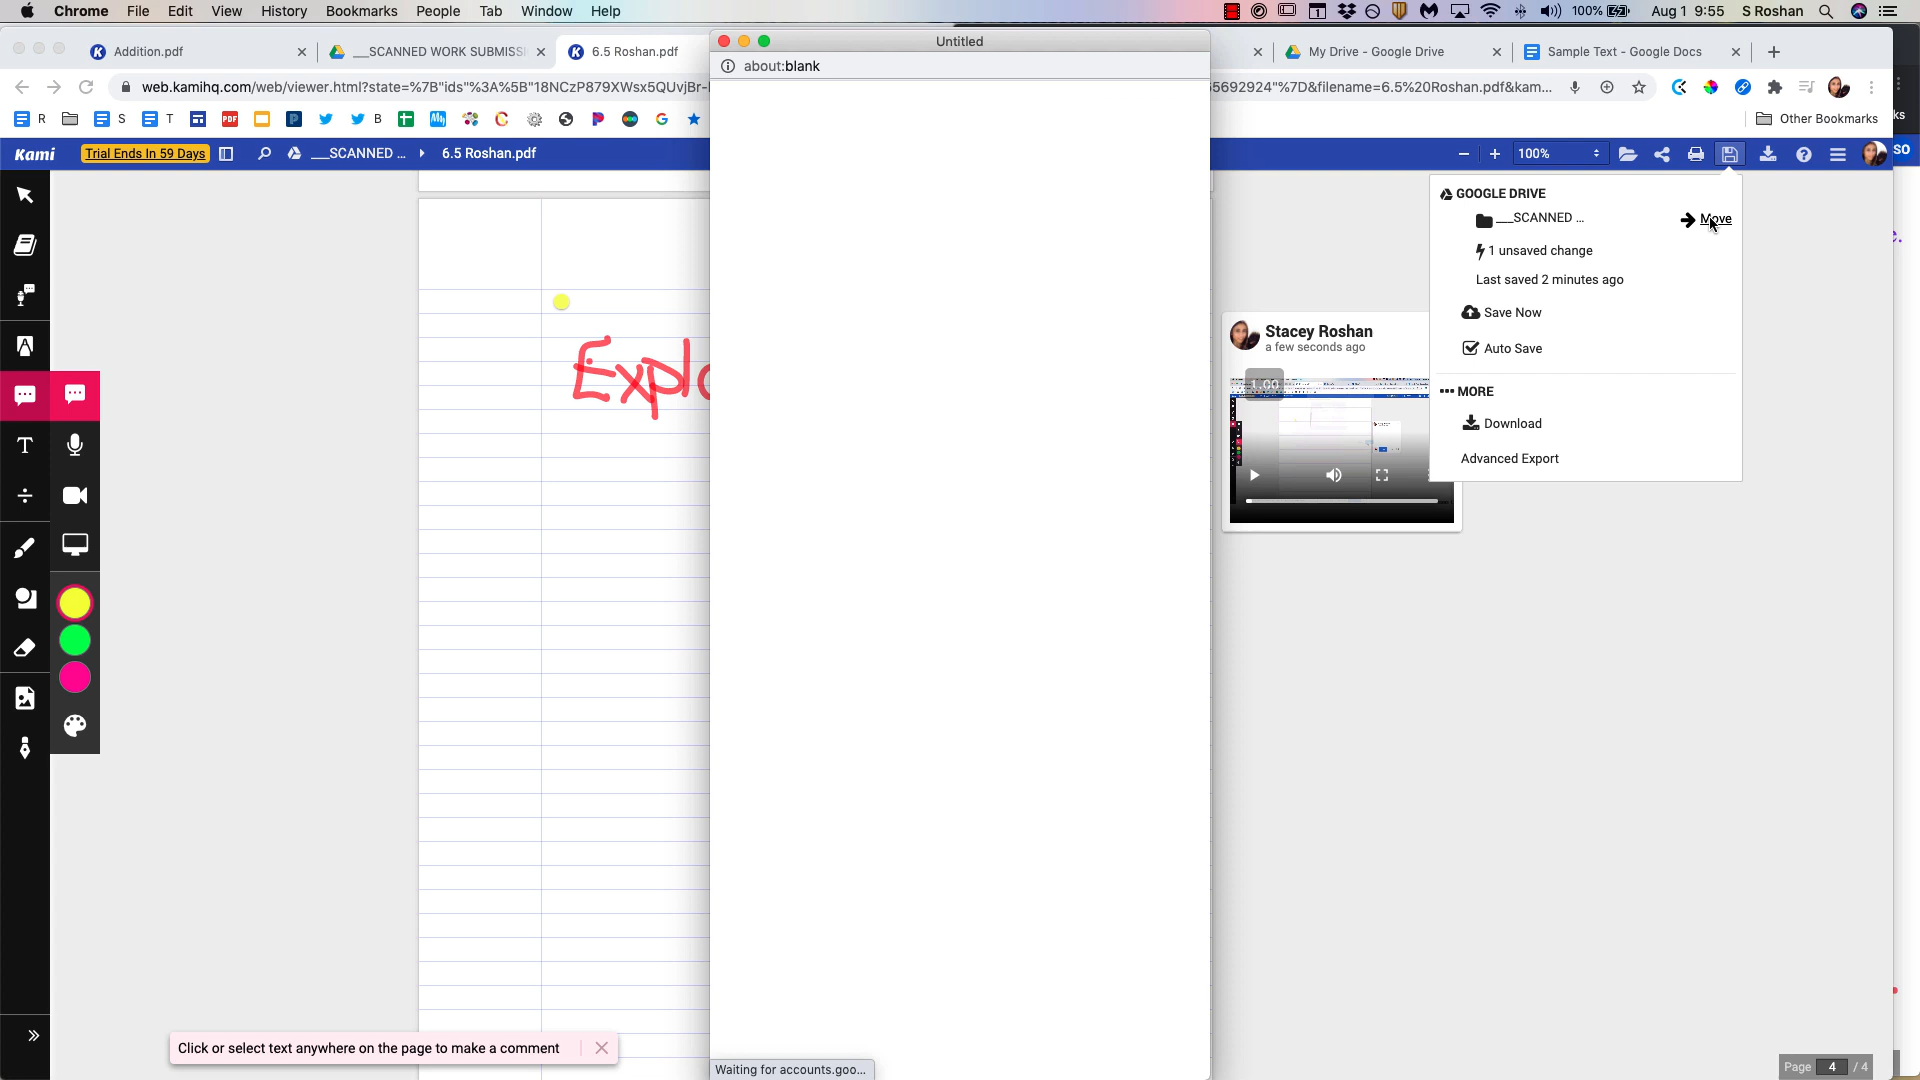 Chrome File Edit View History Bookmarks People Tab Window Help 100% Aug 1 9:55 S Roshan
Addition.pdf __SCANNED WORK SUBMISSI 6.5 Roshan.pdf Untitled My Drive - Google Drive Sample Text - Google Docs
about:blank
web.kamihq.com/web/viewer.html?state=%7B"ids"%3A%5B"18NCzP879XWsx5QUvjBr- 5692924"%7D&filename=6.5%20Roshan.pdf&kam...
R S T PDF B Other Bookmarks
Kami Trial Ends In 59 Days __SCANNED ... 6.5 Roshan.pdf 100%
GOOGLE DRIVE
__SCANNED ... Move
1 unsaved change
Last saved 2 minutes ago
Save Now
Auto Save
MORE
Download
Advanced Export
Stacey Roshan
a few seconds ago
1.00
Explo
Click or select text anywhere on the page to make a comment
Waiting for accounts.goo...
Page 4 / 4